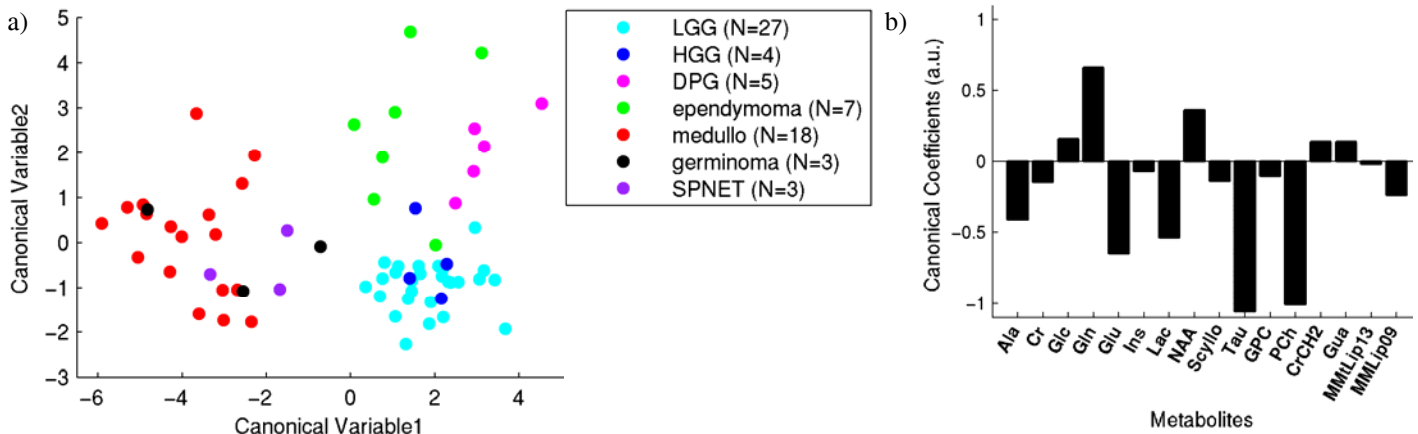 a)
5
4
3
2
1
0
−1
−2
−3
Canonical Variable2
−6
−4
−2
0
2
4
Canonical Variable1
LGG (N=27)
HGG (N=4)
DPG (N=5)
ependymoma (N=7)
medullo (N=18)
germinoma (N=3)
SPNET (N=3)
b)
1
0.5
0
−0.5
−1
Canonical Coefficients (a.u.)
Ala
Cr
Glc
Gln
Glu
Ins
Lac
NAA
Scyllo
Tau
GPC
PCh
CrCH2
Gua
MMtLip13
MMLip09
Metabolites